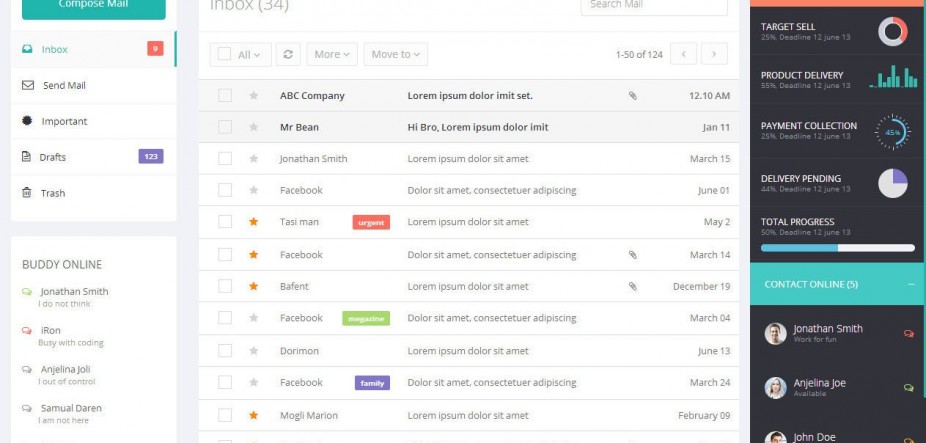 Compose Mail
Inbox 9
Send Mail
Important
Drafts 123
Trash
BUDDY ONLINE
Jonathan Smith
I do not think
iRon
Busy with coding
Anjelina Joli
I out of control
Samual Daren
I am not here
Inbox (34)
Search Mail
All More Move to 1-50 of 124
ABC Company Lorem ipsum dolor imit set. 12.10 AM
Mr Bean Hi Bro, Lorem ipsum dolor imit Jan 11
Jonathan Smith Lorem ipsum dolor sit amet March 15
Facebook Dolor sit amet, consectetuer adipiscing June 01
Tasi man urgent Lorem ipsum dolor sit amet May 2
Facebook Dolor sit amet, consectetuer adipiscing March 14
Bafent Lorem ipsum dolor sit amet December 19
Facebook megazine Dolor sit amet, consectetuer adipiscing March 04
Dorimon Lorem ipsum dolor sit amet June 13
Facebook family Dolor sit amet, consectetuer adipiscing March 24
Mogli Marion Lorem ipsum dolor sit amet February 09
TARGET SELL
25%, Deadline 12 june 13
PRODUCT DELIVERY
55%, Deadline 12 june 13
PAYMENT COLLECTION
25%, Deadline 12 june 13
45%
DELIVERY PENDING
44%, Deadline 12 june 13
TOTAL PROGRESS
50%, Deadline 12 june 13
CONTACT ONLINE (5)
Jonathan Smith
Work for fun
Anjelina Joe
Available
John Doe